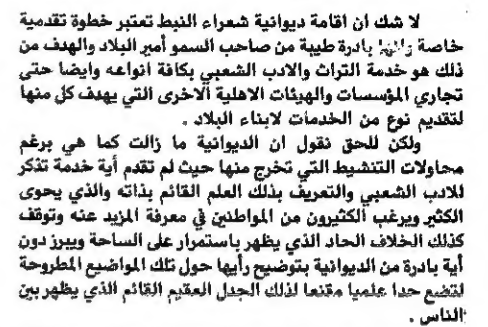 لا شك ان اقامة ديوانية شعراء النبط تعتبر خطوة تقدمية
خاصة وانها بادرة طيبة من صاحب السمو أمير البلاد والهدف من
ذلك هو خدمة التراث والادب الشعبي بكافة انواعه وايضا حتى
تجاري المؤسسات والهيئات الاهلية الاخرى التي يهدف كل منها
لتقديم نوع من الخدمات لابناء البلاد .
ولكن للحق نقول ان الديوانية ما زالت كما هي برغم
محاولات التنشيط التي تخرج منها حيث لم تقدم أية خدمة تذكر
للادب الشعبي والتعريف بذلك العلم القائم بذاته والذي يحوى
الكثير ويرغب الكثيرون من المواطنين في معرفة المزيد عنه وتوقف
كذلك الخلاف الحاد الذي يظهر باستمرار على الساحة ويبرز دون
أية بادرة من الديوانية بتوضيح رأيها حول تلك المواضيع المطروحة
لتضع حدا علميا مقنعا لذلك الجدل العقيم القائم الذي يظهر بين
الناس .